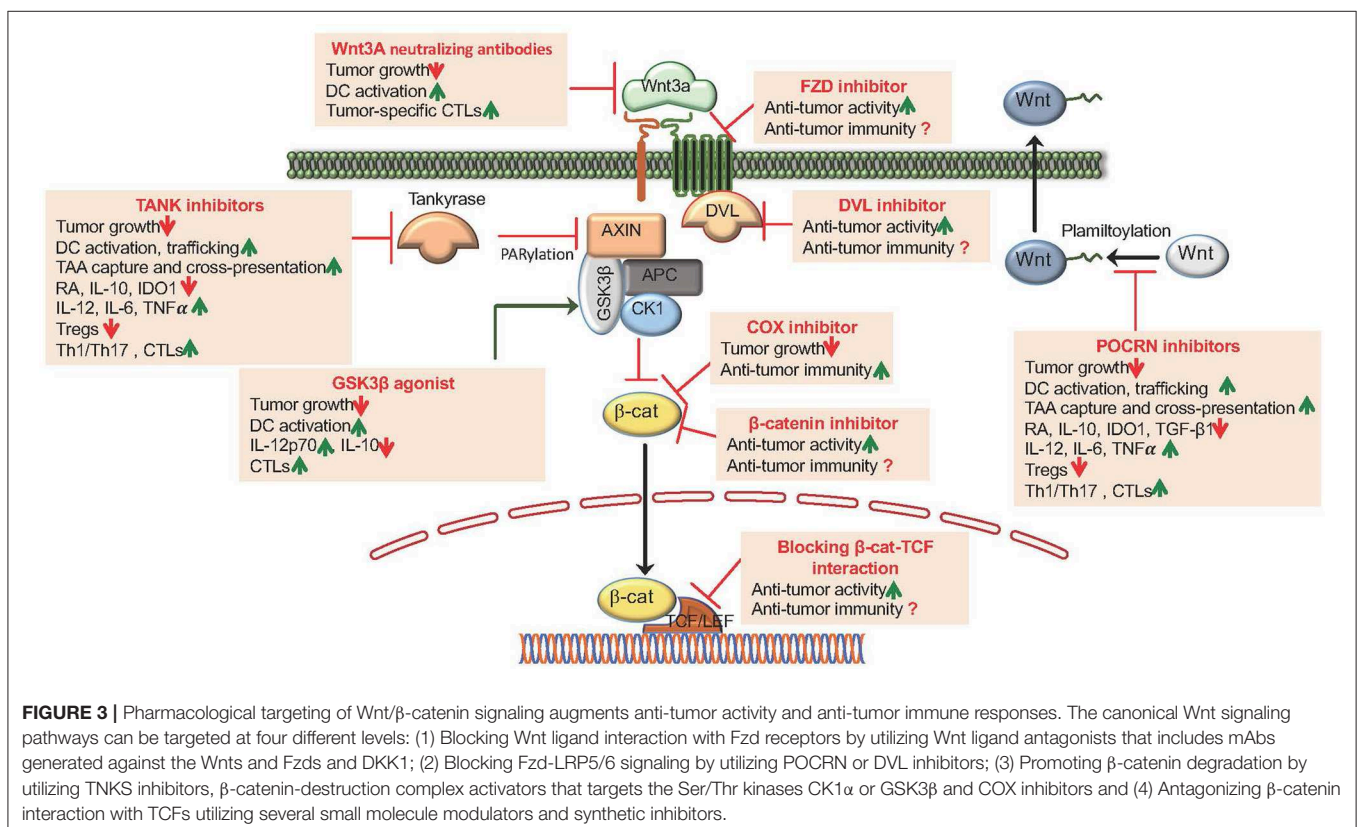 Wnt3A neutralizing antibodies
Tumor growth
DC activation
Tumor-specific CTLs
Wnt3a
FZD inhibitor
Anti-tumor activity
Anti-tumor immunity ?
Wnt
TANK inhibitors
Tumor growth
DC activation, trafficking
TAA capture and cross-presentation
RA, IL-10, IDO1
IL-12, IL-6, TNFα
Tregs
Th1/Th17 , CTLs
Tankyrase
PARylation
AXIN
GSK3β
APC
CK1
DVL
DVL inhibitor
Anti-tumor activity
Anti-tumor immunity ?
Plamiltoylation
Wnt
Wnt
GSK3β agonist
Tumor growth
DC activation
IL-12p70 , IL-10
CTLs
COX inhibitor
Tumor growth
Anti-tumor immunity
β-cat
β-catenin inhibitor
Anti-tumor activity
Anti-tumor immunity ?
POCRN inhibitors
Tumor growth
DC activation, trafficking
TAA capture and cross-presentation
RA, IL-10, IDO1, TGF-β1
IL-12, IL-6, TNFα
Tregs
Th1/Th17 , CTLs
Blocking β-cat-TCF
interaction
Anti-tumor activity
Anti-tumor immunity ?
β-cat
TCF/LEF
FIGURE 3 | Pharmacological targeting of Wnt/β-catenin signaling augments anti-tumor activity and anti-tumor immune responses. The canonical Wnt signaling
pathways can be targeted at four different levels: (1) Blocking Wnt ligand interaction with Fzd receptors by utilizing Wnt ligand antagonists that includes mAbs
generated against the Wnts and Fzds and DKK1; (2) Blocking Fzd-LRP5/6 signaling by utilizing POCRN or DVL inhibitors; (3) Promoting β-catenin degradation by
utilizing TNKS inhibitors, β-catenin-destruction complex activators that targets the Ser/Thr kinases CK1α or GSK3β and COX inhibitors and (4) Antagonizing β-catenin
interaction with TCFs utilizing several small molecule modulators and synthetic inhibitors.